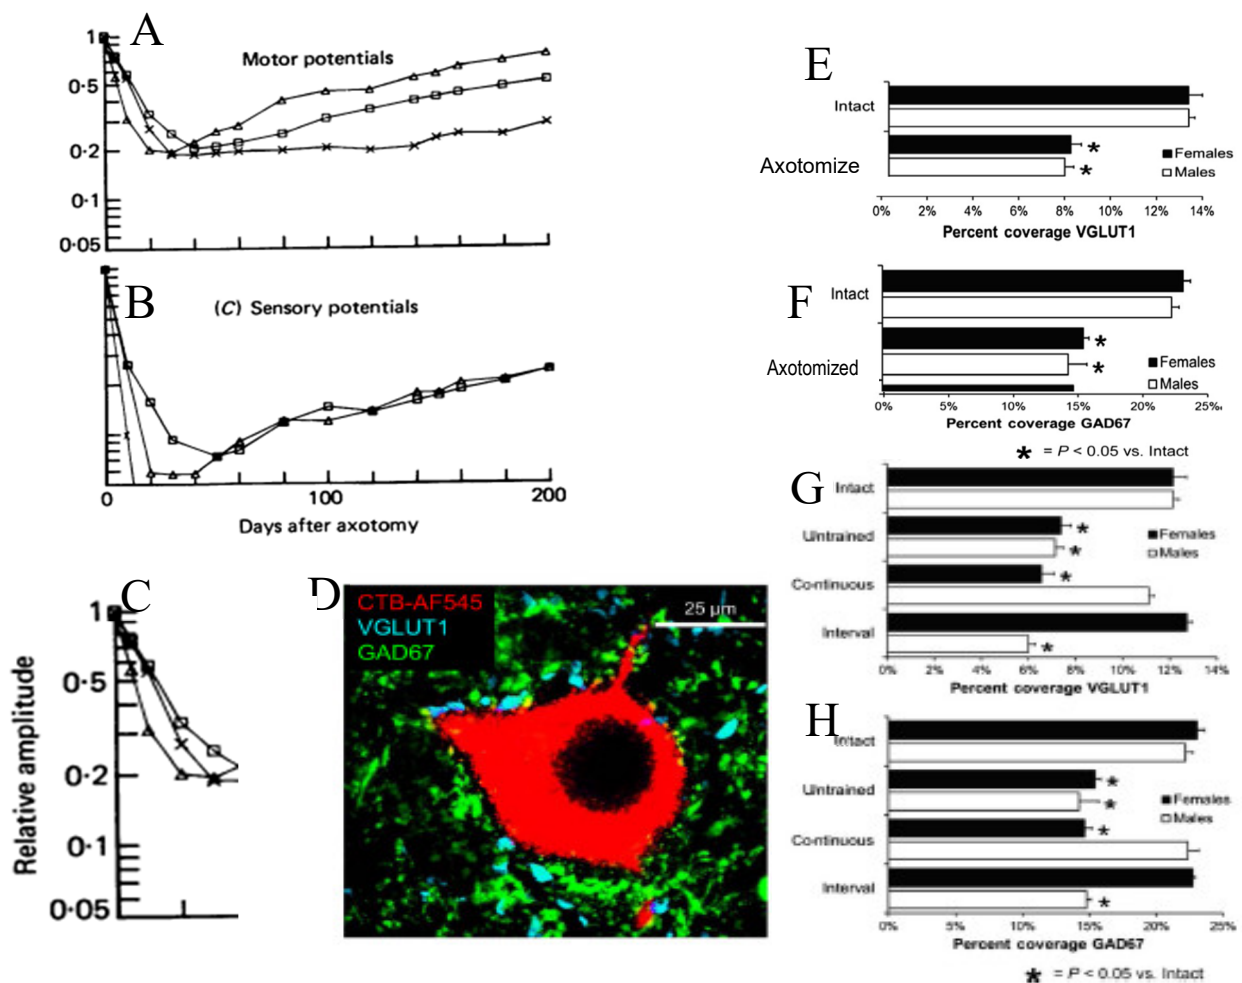 A
Motor potentials
1
0·5
0·2
0·1
0·05
B
(C) Sensory potentials
0
100
200
Days after axotomy
C
Relative amplitude
1
0·5
0·2
0·1
0·05
D
CTB-AF545
VGLUT1
GAD67
25 µm
E
Intact
Axotomize
Females
Males
0% 2% 4% 6% 8% 10% 12% 14%
Percent coverage VGLUT1
F
Intact
Axotomized
Females
Males
0% 5% 10% 15% 20% 25%
Percent coverage GAD67
* = P < 0.05 vs. Intact
G
Intact
Untrained
Continuous
Interval
Females
Males
0% 2% 4% 6% 8% 10% 12% 14%
Percent coverage VGLUT1
H
Intact
Untrained
Continuous
Interval
Females
Males
0% 5% 10% 15% 20% 25%
Percent coverage GAD67
* = P < 0.05 vs. Intact